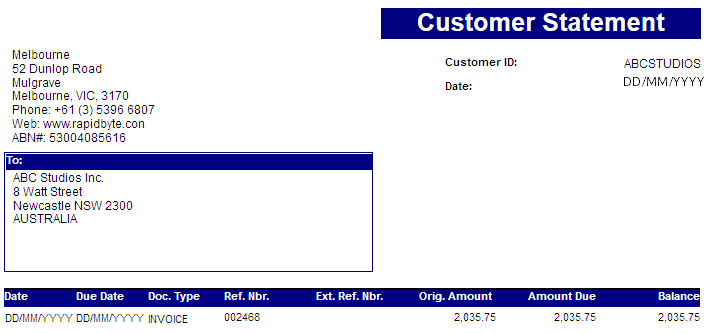 Customer Statement
Melbourne
52 Dunlop Road
Mulgrave
Melbourne, VIC, 3170
Phone: +61 (3) 5396 6807
Web: www.rapidbyte.con
ABN#: 53004085616
Customer ID: ABCSTUDIOS
Date: DD/MM/YYYY
To:
ABC Studios Inc.
8 Watt Street
Newcastle NSW 2300
AUSTRALIA
Date Due Date Doc. Type Ref. Nbr. Ext. Ref. Nbr. Orig. Amount Amount Due Balance
DD/MM/YYYY DD/MM/YYYY INVOICE 002468 2,035.75 2,035.75 2,035.75